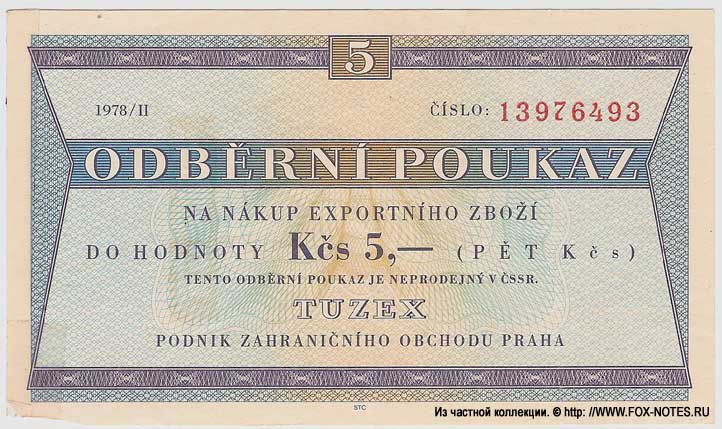 5
1978/II ČÍSLO: 13976493
ODBĚRNÍ POUKAZ
NA NÁKUP EXPORTNÍHO ZBOŽÍ
DO HODNOTY Kčs 5,— (PĚT Kčs)
TENTO ODBĚRNÍ POUKAZ JE NEPRODEJNÝ V ČSSR.
TUZEX
PODNIK ZAHRANIČNÍHO OBCHODU PRAHA
STC
Из частной коллекции. © http: //WWW.FOX-NOTES.RU